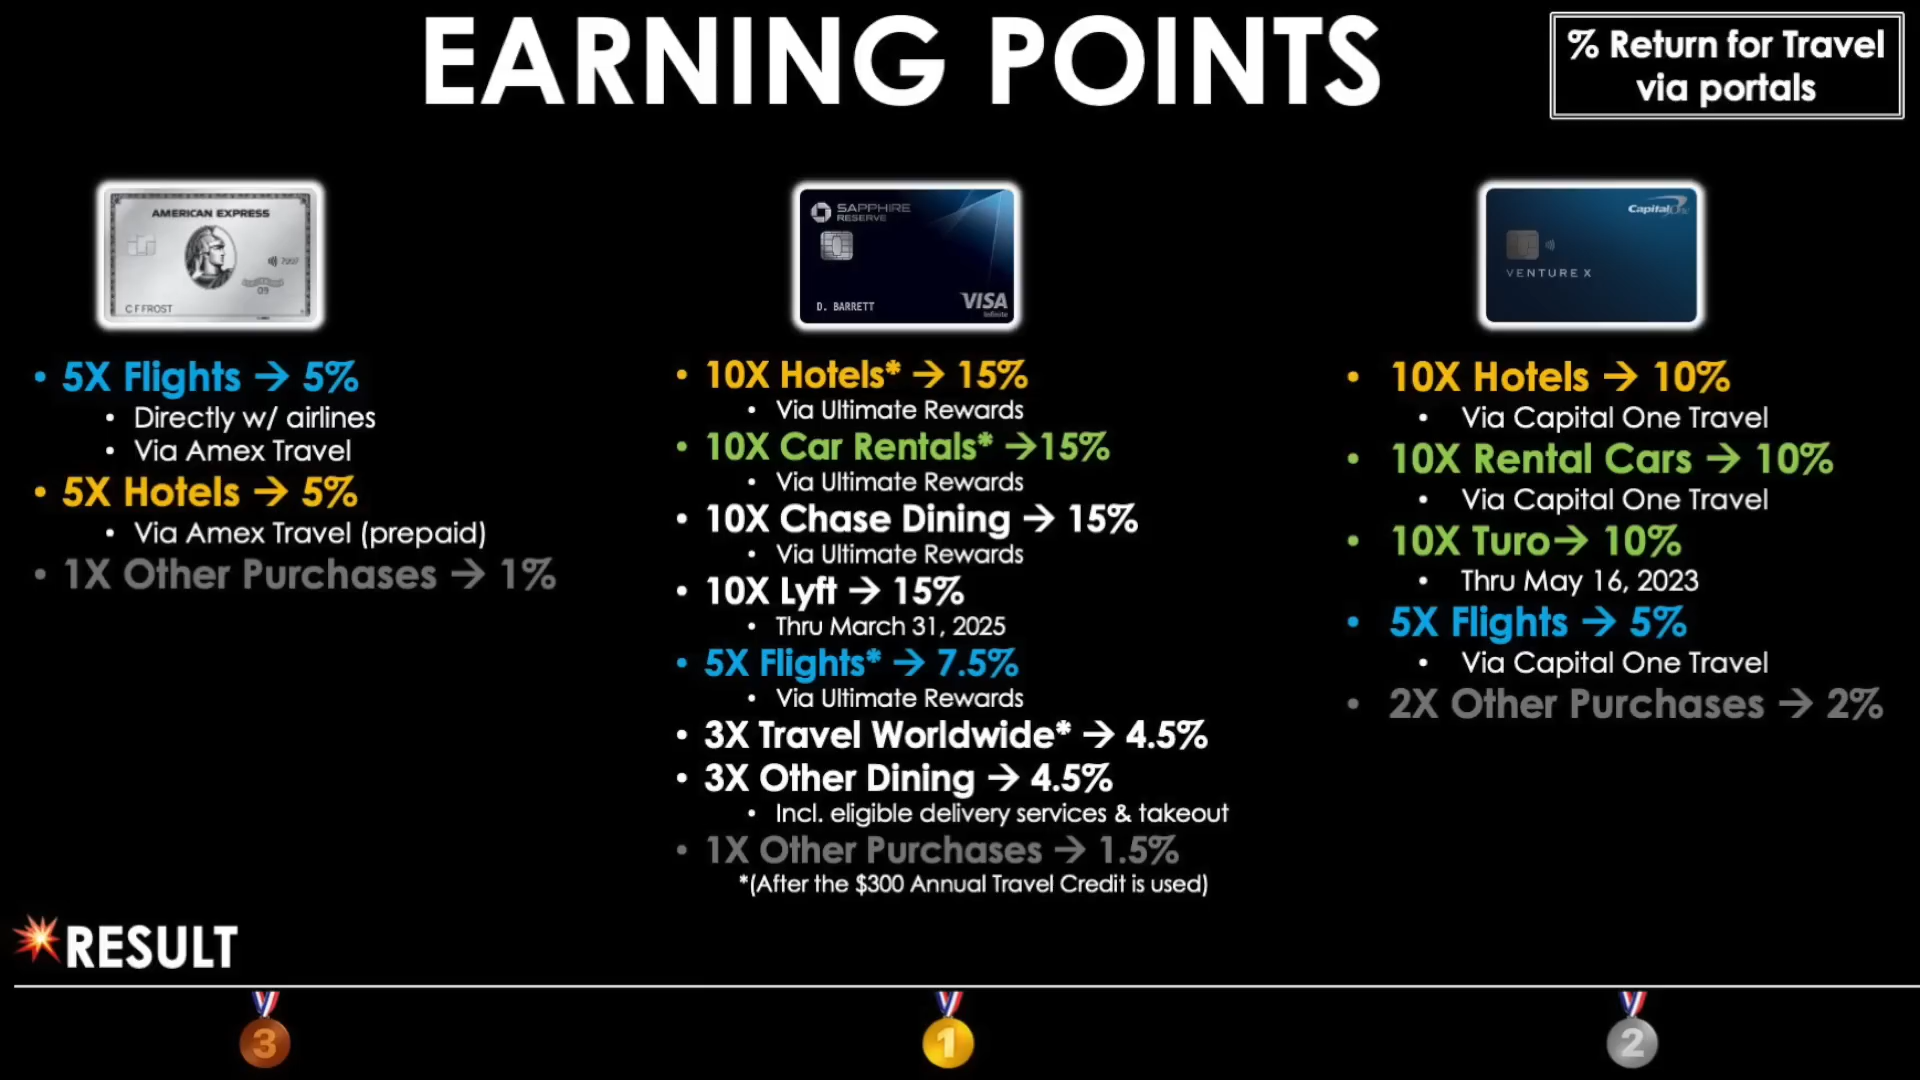 EARNING POINTS
% Return for Travel
via portals
AMERICAN EXPRESS
09
C F FROST
SAPPHIRE
RESERVE
D. BARRETT
VISA
Infinite
Capital One
VENTURE X
• 5X Flights → 5%
• Directly w/ airlines
• Via Amex Travel
• 5X Hotels → 5%
• Via Amex Travel (prepaid)
• 1X Other Purchases → 1%
• 10X Hotels* → 15%
• Via Ultimate Rewards
• 10X Car Rentals* →15%
• Via Ultimate Rewards
• 10X Chase Dining → 15%
• Via Ultimate Rewards
• 10X Lyft → 15%
• Thru March 31, 2025
• 5X Flights* → 7.5%
• Via Ultimate Rewards
• 3X Travel Worldwide* → 4.5%
• 3X Other Dining → 4.5%
• Incl. eligible delivery services & takeout
• 1X Other Purchases → 1.5%
*(After the $300 Annual Travel Credit is used)
• 10X Hotels → 10%
• Via Capital One Travel
• 10X Rental Cars → 10%
• Via Capital One Travel
• 10X Turo→ 10%
• Thru May 16, 2023
• 5X Flights → 5%
• Via Capital One Travel
• 2X Other Purchases → 2%
RESULT
3
1
2